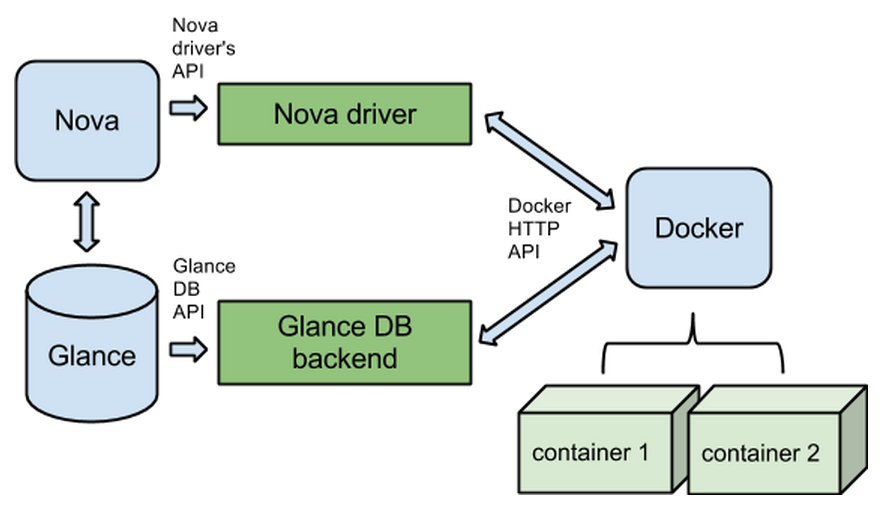 Nova
driver's
API
Nova
Nova driver
Docker
HTTP
API
Docker
Glance
DB
API
Glance
Glance DB
backend
container 1
container 2